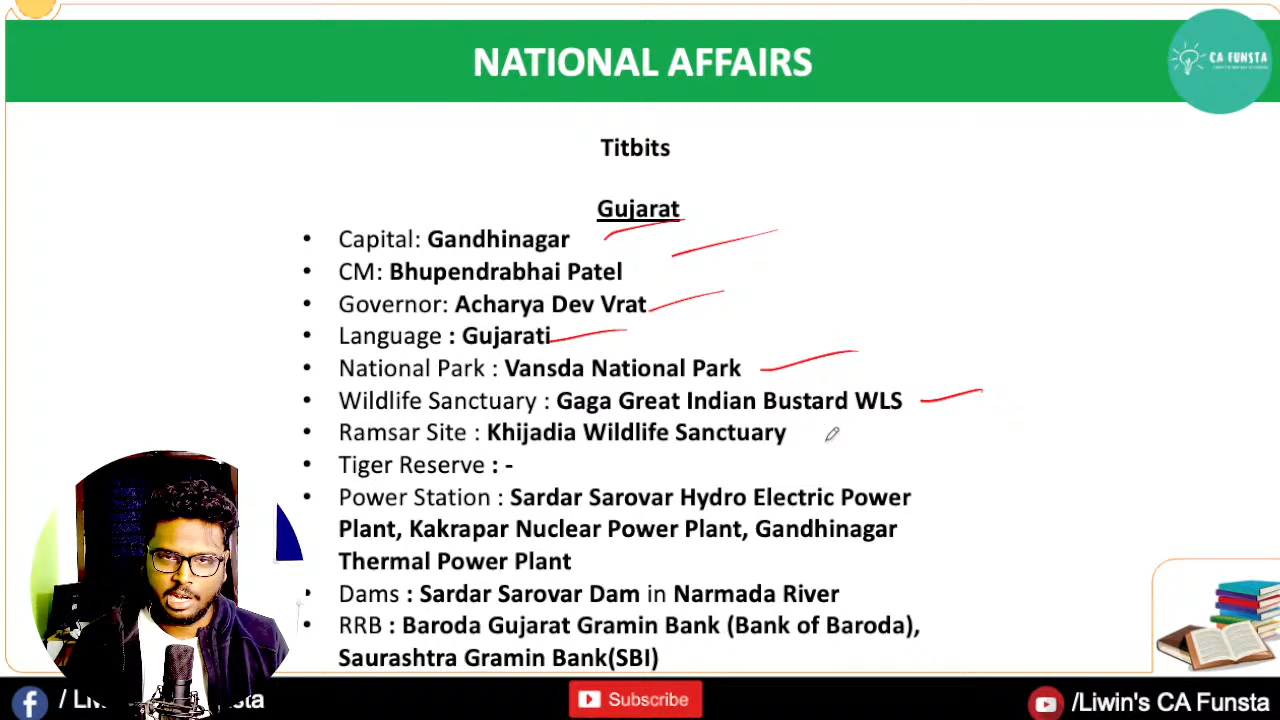 NATIONAL AFFAIRS
CA FUNSTA
Titbits
Gujarat
• Capital: Gandhinagar
• CM: Bhupendrabhai Patel
• Governor: Acharya Dev Vrat
• Language : Gujarati
• National Park : Vansda National Park
• Wildlife Sanctuary : Gaga Great Indian Bustard WLS
• Ramsar Site : Khijadia Wildlife Sanctuary
• Tiger Reserve : -
• Power Station : Sardar Sarovar Hydro Electric Power
Plant, Kakrapar Nuclear Power Plant, Gandhinagar
Thermal Power Plant
• Dams : Sardar Sarovar Dam in Narmada River
• RRB : Baroda Gujarat Gramin Bank (Bank of Baroda),
Saurashtra Gramin Bank(SBI)
Subscribe
/Liwin's CA Funsta